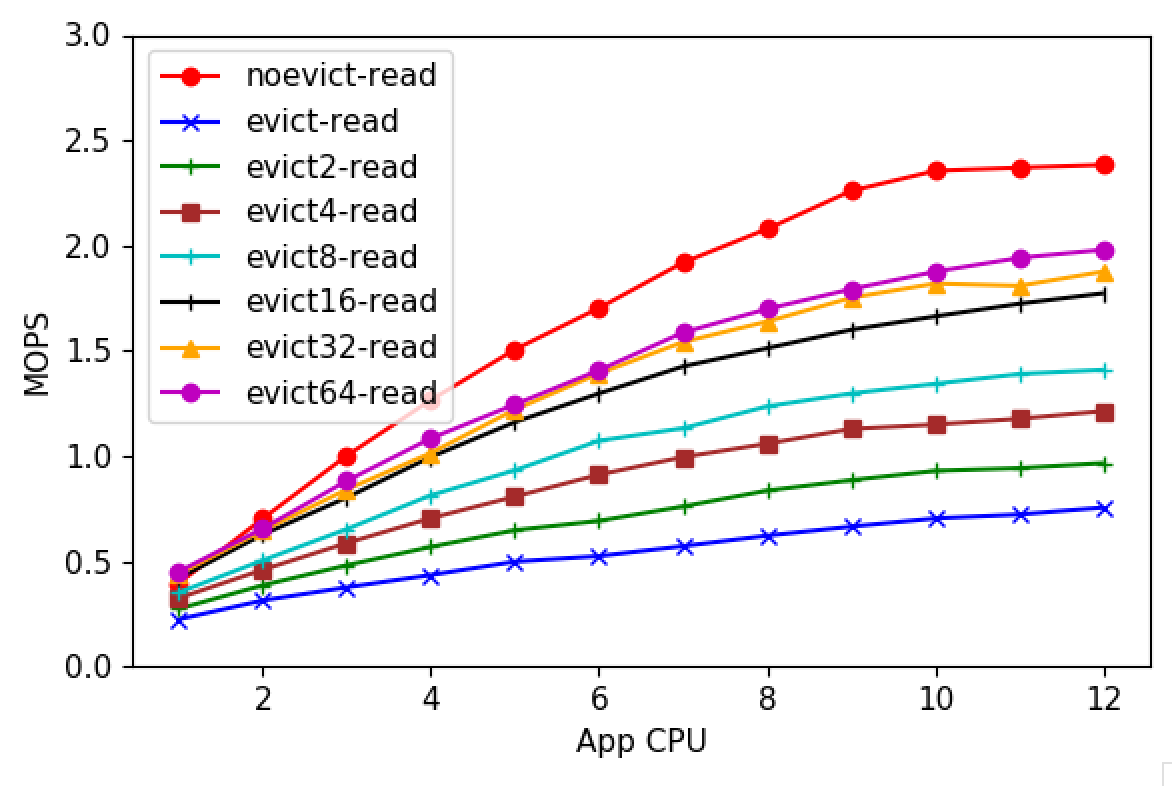 3.0
2.5
2.0
1.5
1.0
0.5
0.0
MOPS
noevict-read
evict-read
evict2-read
evict4-read
evict8-read
evict16-read
evict32-read
evict64-read
2 4 6 8 10 12
App CPU